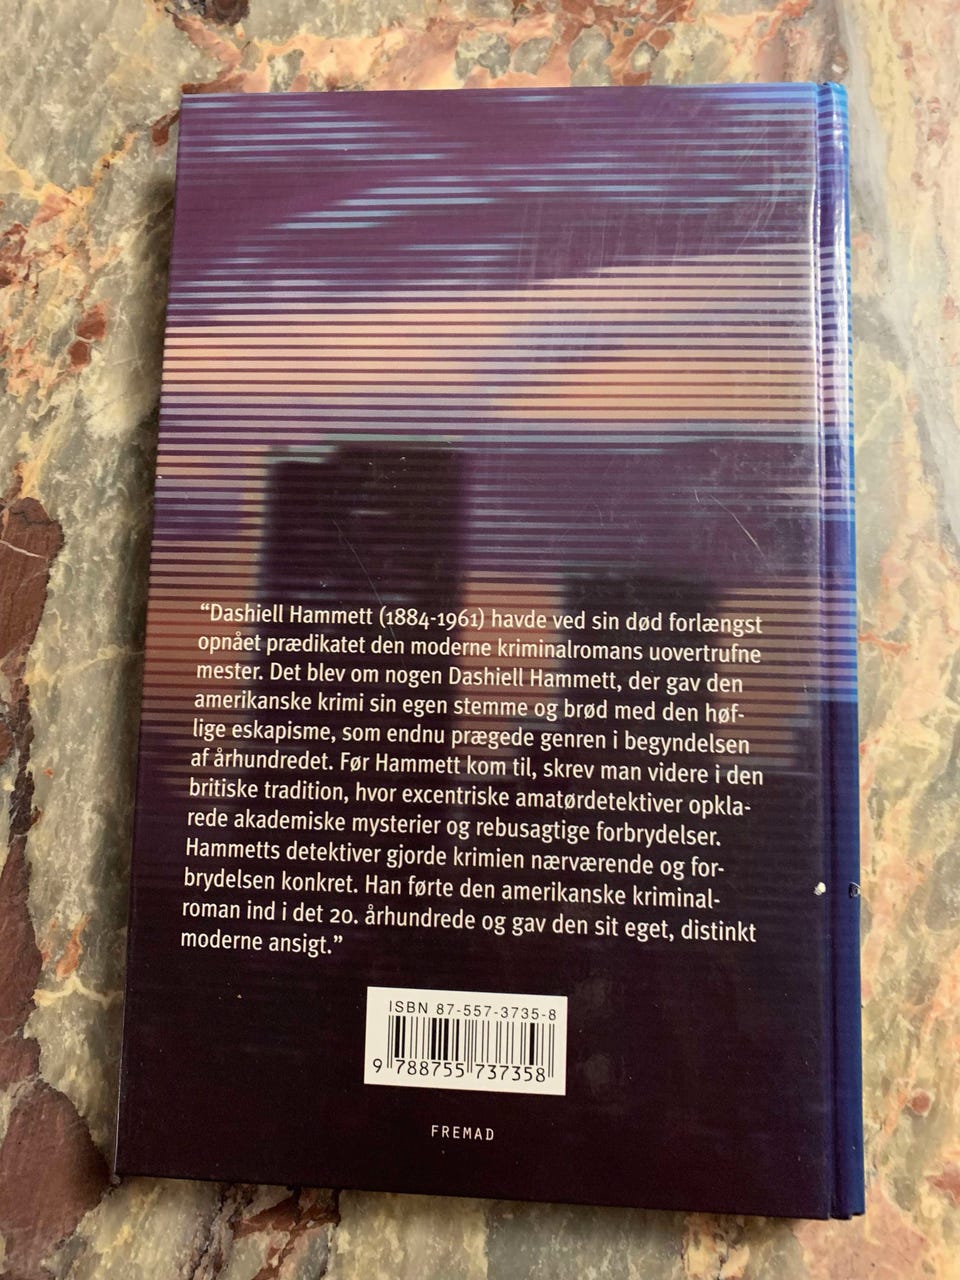 “Dashiell Hammett (1884-1961) havde ved sin død forlængst
opnået prædikatet den moderne kriminalromans uovertrufne
mester. Det blev om nogen Dashiell Hammett, der gav den
amerikanske krimi sin egen stemme og brød med den høf-
lige eskapisme, som endnu prægede genren i begyndelsen
af århundredet. Før Hammett kom til, skrev man videre i den
britiske tradition, hvor excentriske amatørdetektiver opkla-
rede akademiske mysterier og rebusagtige forbrydelser.
Hammetts detektiver gjorde krimien nærværende og for-
brydelsen konkret. Han førte den amerikanske kriminal-
roman ind i det 20. århundrede og gav den sit eget, distinkt
moderne ansigt.”
ISBN 87-557-3735-8
9 788755 737358
FREMAD